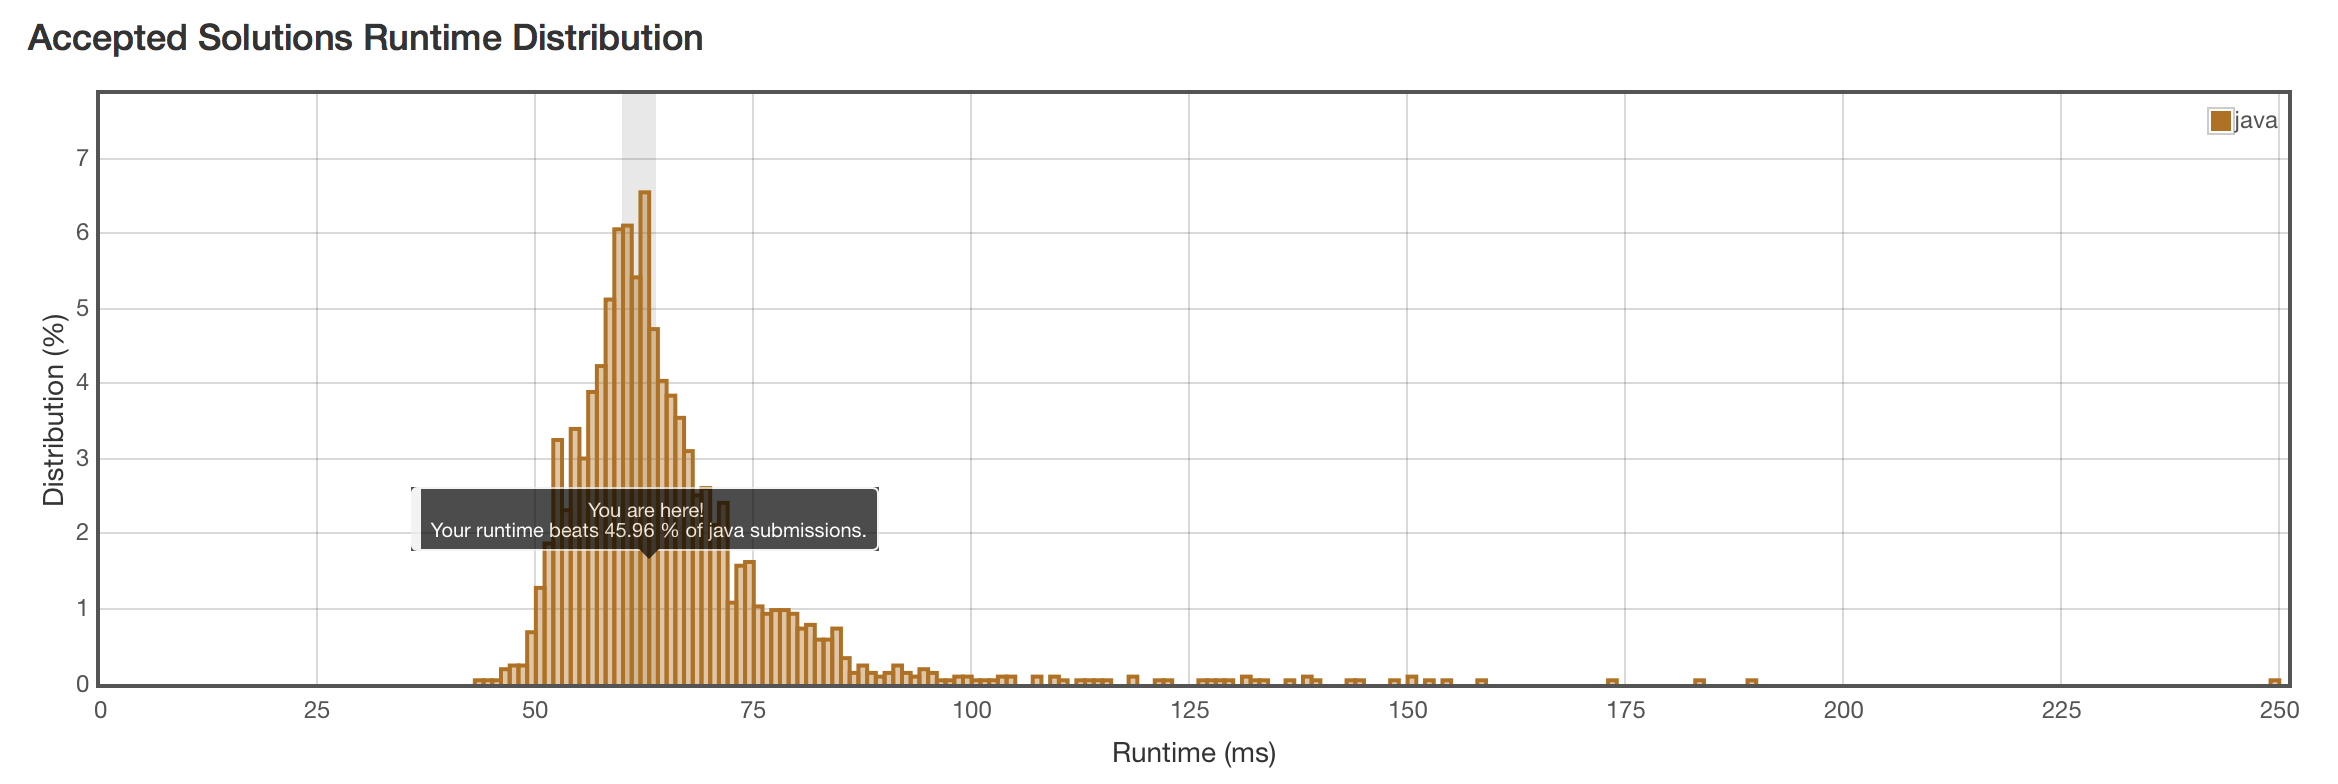 Accepted Solutions Runtime Distribution
java
7
6
5
4
3
2
1
0
Distribution (%)
You are here!
Your runtime beats 45.96 % of java submissions.
0 25 50 75 100 125 150 175 200 225 250
Runtime (ms)